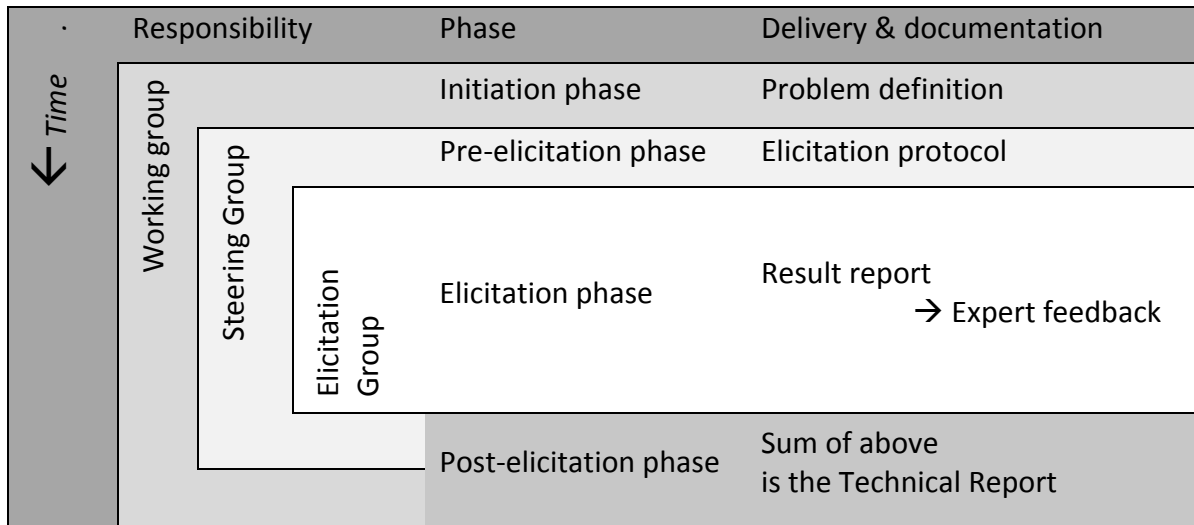 . Responsibility Phase Delivery & documentation
← Time
Working group
Initiation phase Problem definition
Steering Group
Pre-elicitation phase Elicitation protocol
Elicitation
Group
Elicitation phase
Result report
→ Expert feedback
Post-elicitation phase
Sum of above
is the Technical Report